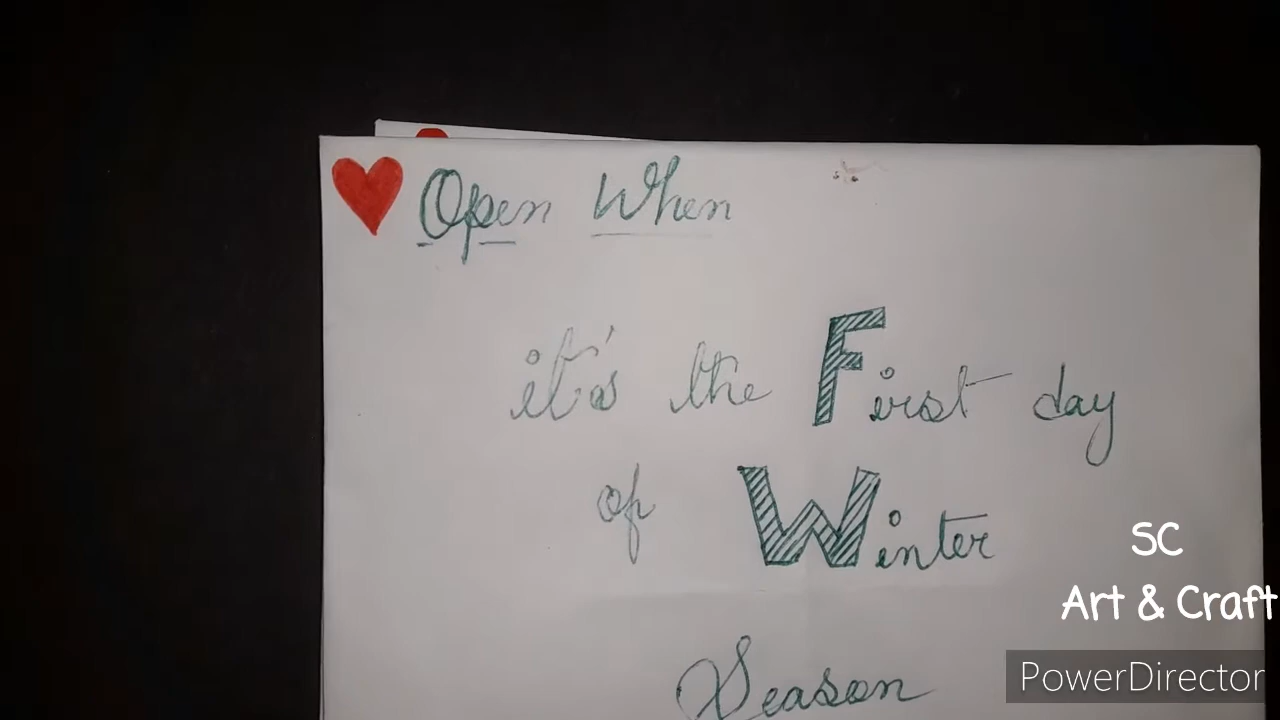 Open When
it's the First day
of Winter
Season
SC
Art & Craft
PowerDirector